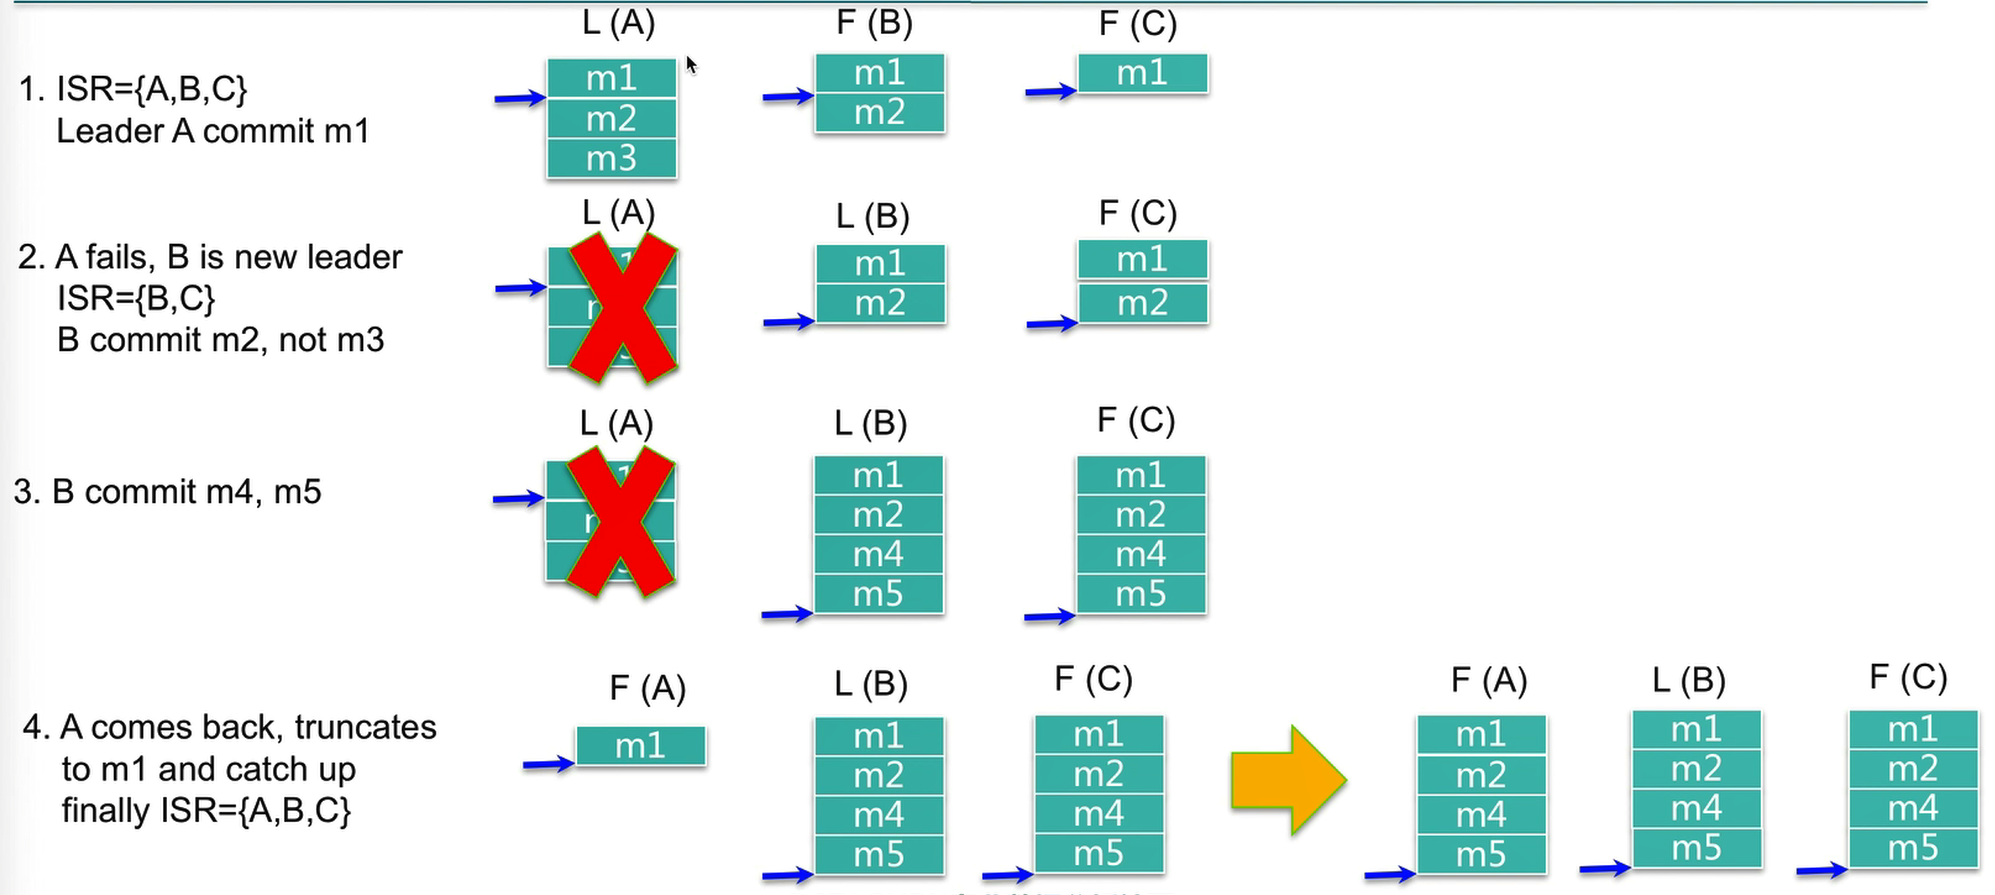 L (A) F (B) F (C)
1. ISR={A,B,C}
Leader A commit m1
m1 m1 m1
m2 m2
m3
L (A) L (B) F (C)
2. A fails, B is new leader
ISR={B,C}
B commit m2, not m3
m1 m1
m2 m2
L (A) L (B) F (C)
3. B commit m4, m5
m1 m1
m2 m2
m4 m4
m5 m5
F (A) L (B) F (C) F (A) L (B) F (C)
4. A comes back, truncates
to m1 and catch up
finally ISR={A,B,C}
m1 m1 m1 m1 m1 m1
m2 m2 m2 m2 m2
m4 m4 m4 m4 m4
m5 m5 m5 m5 m5